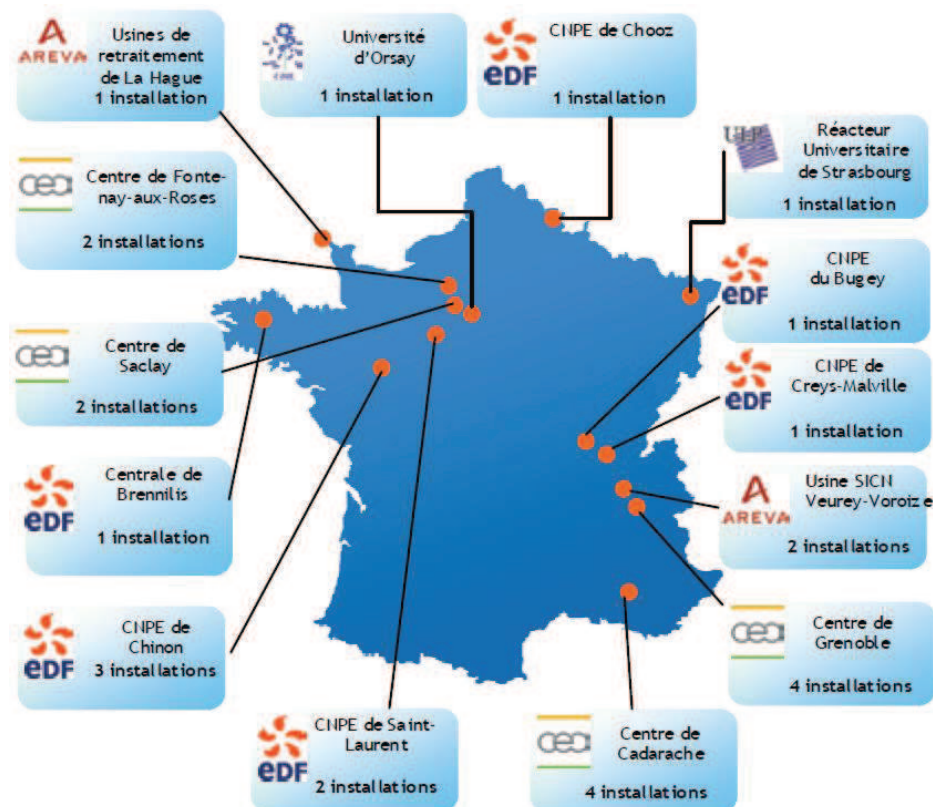 AREVA
Usines de
retraitement
de La Hague
1 installation
Université
d'Orsay
1 installation
EDF
CNPE de Chooz
1 installation
Réacteur
Universitaire
de Strasbourg
1 installation
cea
Centre de Fonte-
nay-aux-Roses
2 installations
EDF
CNPE
du Bugey
1 installation
cea
Centre de
Saclay
2 installations
EDF
CNPE de
Creys-Malville
1 installation
EDF
Centrale de
Brennilis
1 installation
AREVA
Usine SICN
Veurey-Voroize
2 installations
EDF
CNPE de
Chinon
3 installations
cea
Centre de
Grenoble
4 installations
EDF
CNPE de Saint-
Laurent
2 installations
cea
Centre de
Cadarache
4 installations